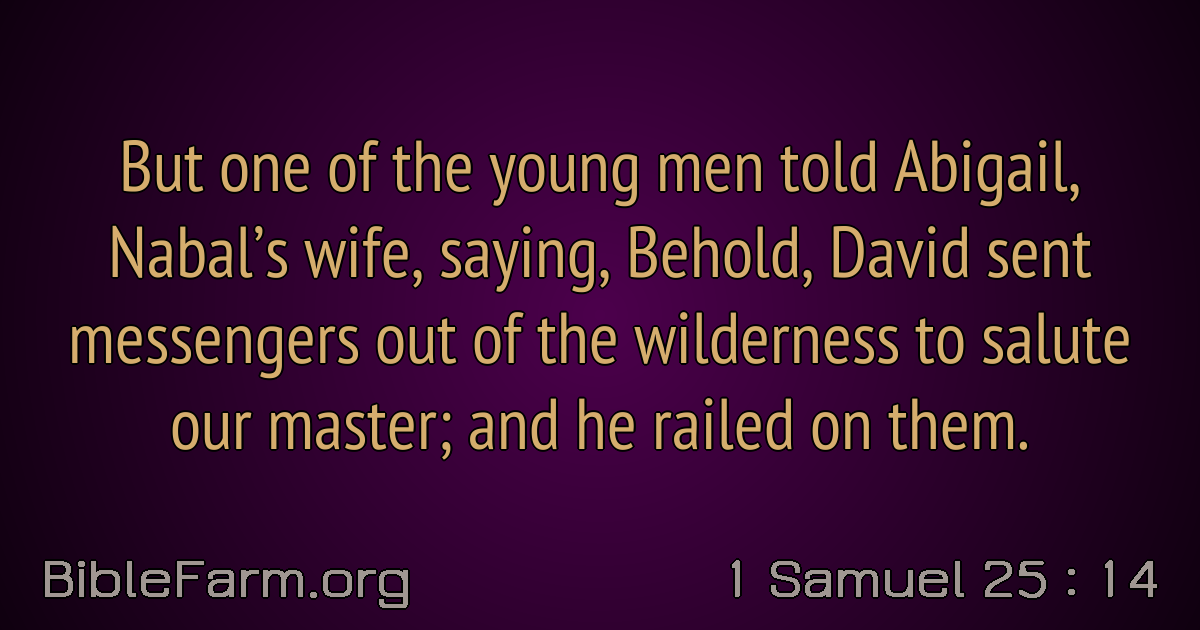 But one of the young men told Abigail,
Nabal’s wife, saying, Behold, David sent
messengers out of the wilderness to salute
our master; and he railed on them.
BibleFarm.org
1 Samuel 25 : 14